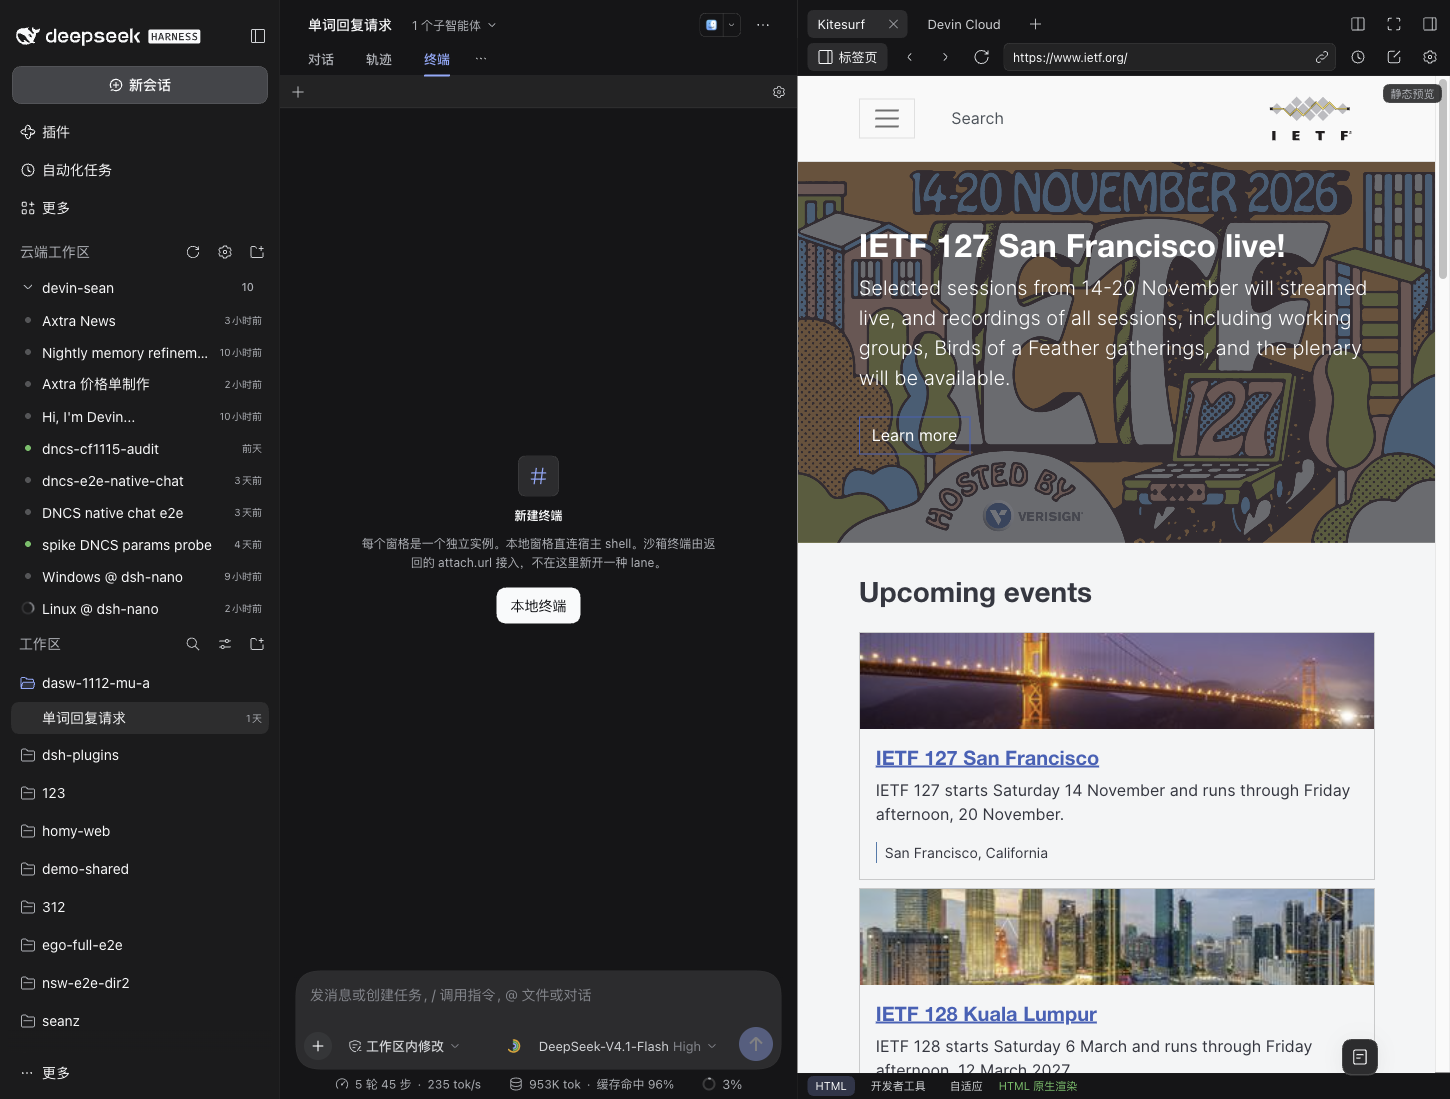 deepseek HARNESS
新会话
插件
自动化任务
更多
云端工作区
devin-sean 10
Axtra News 3 小时前
Nightly memory refinem... 10 小时前
Axtra 价格单制作 2 小时前
Hi, I'm Devin... 10 小时前
dncs-cf1115-audit 前天
dncs-e2e-native-chat 3 天前
DNCS native chat e2e 3 天前
spike DNCS params probe 4 天前
Windows @ dsh-nano 9 小时前
Linux @ dsh-nano 2 小时前
工作区
dasw-1112-mu-a
单词回复请求 1 天
dsh-plugins
123
homy-web
demo-shared
312
ego-full-e2e
nsw-e2e-dir2
seanz
更多
单词回复请求 1 个子智能体
对话 轨迹 终端
新建终端
每个窗格是一个独立实例。本地窗格直连宿主 shell。沙箱终端由返
回的 attach.url 接入，不在这里新开一种 lane。
本地终端
发消息或创建任务, / 调用指令, @ 文件或对话
工作区内修改 DeepSeek-V4.1-Flash High
5 轮 45 步 · 235 tok/s 953K tok · 缓存命中 96% 3%
Kitesurf Devin Cloud
标签页 https://www.ietf.org/
静态预览
Search
I E T F
14-20 NOVEMBER 2026
IETF 127 San Francisco live!
Selected sessions from 14-20 November will streamed
live, and recordings of all sessions, including working
groups, Birds of a Feather gatherings, and the plenary
will be available.
Learn more
IETF
127
HOSTED BY
VERISIGN
Upcoming events
IETF 127 San Francisco
IETF 127 starts Saturday 14 November and runs through Friday
afternoon, 20 November.
San Francisco, California
IETF 128 Kuala Lumpur
IETF 128 starts Saturday 6 March and runs through Friday
afternoon, 12 March 2027
HTML 开发者工具 自适应 HTML 原生渲染